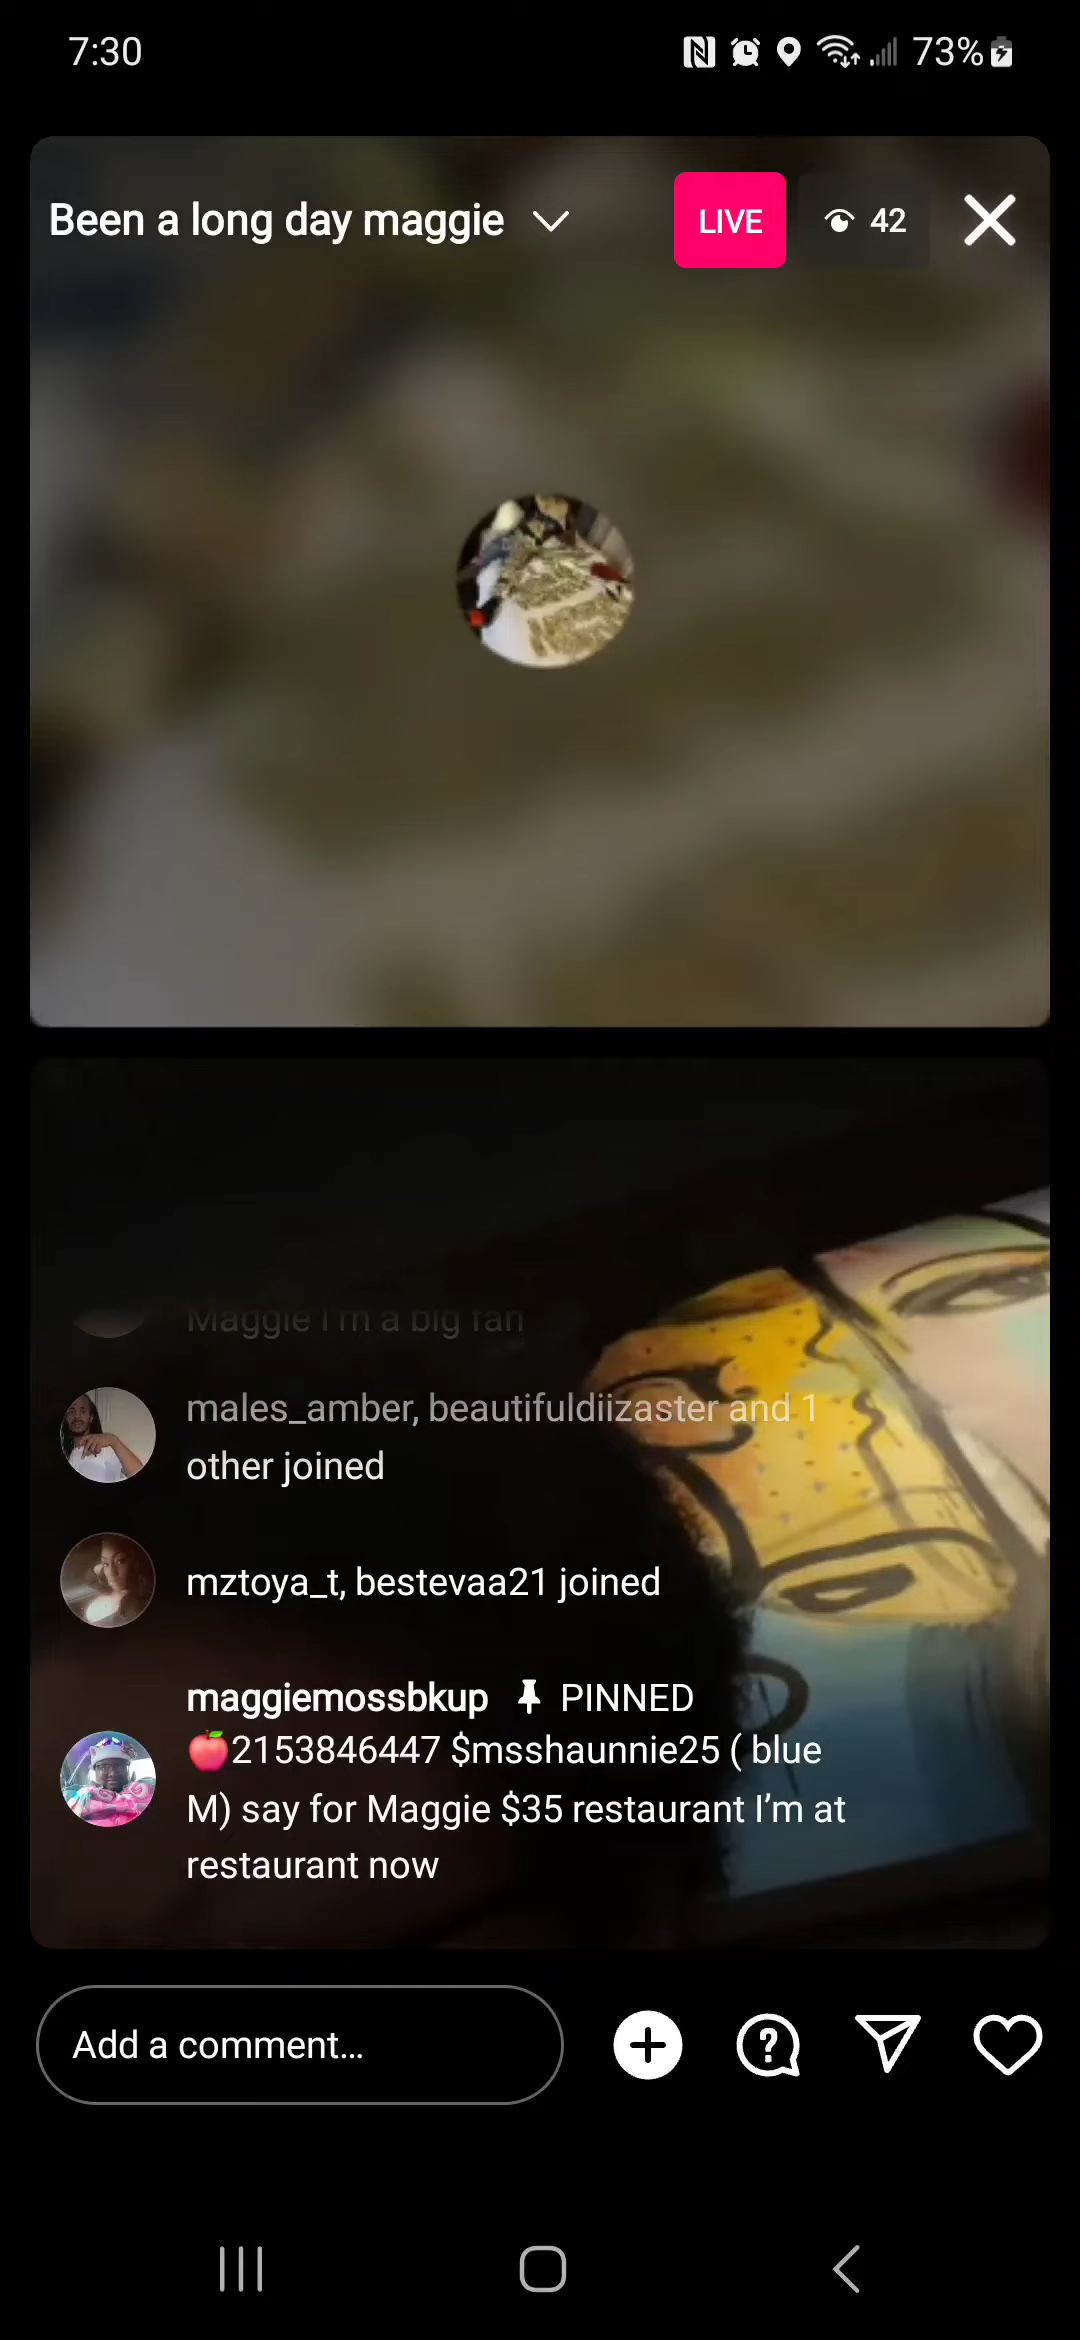 7:30
73%
Been a long day maggie
LIVE
42
Maggie I'm a big fan
males_amber, beautifuldiizaster and 1
other joined
mztoya_t, bestevaa21 joined
maggiemossbkup PINNED
🍎2153846447 $msshaunnie25 ( blue
M) say for Maggie $35 restaurant I’m at
restaurant now
Add a comment...